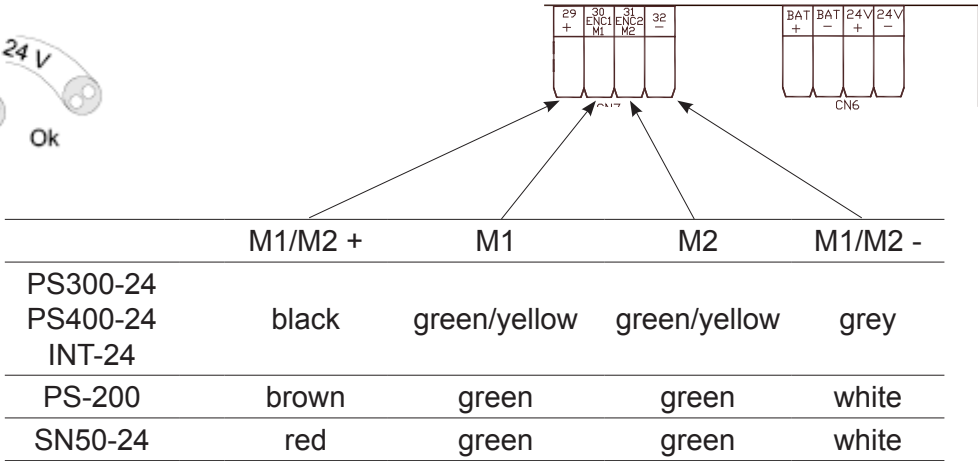 24 V
Ok
29 30 31 32
+ ENC1 ENC2 −
M1 M2
BAT BAT 24V 24V
+ − + −
CN6
M1/M2 + M1 M2 M1/M2 -
PS300-24
PS400-24 black green/yellow green/yellow grey
INT-24
PS-200 brown green green white
SN50-24 red green green white